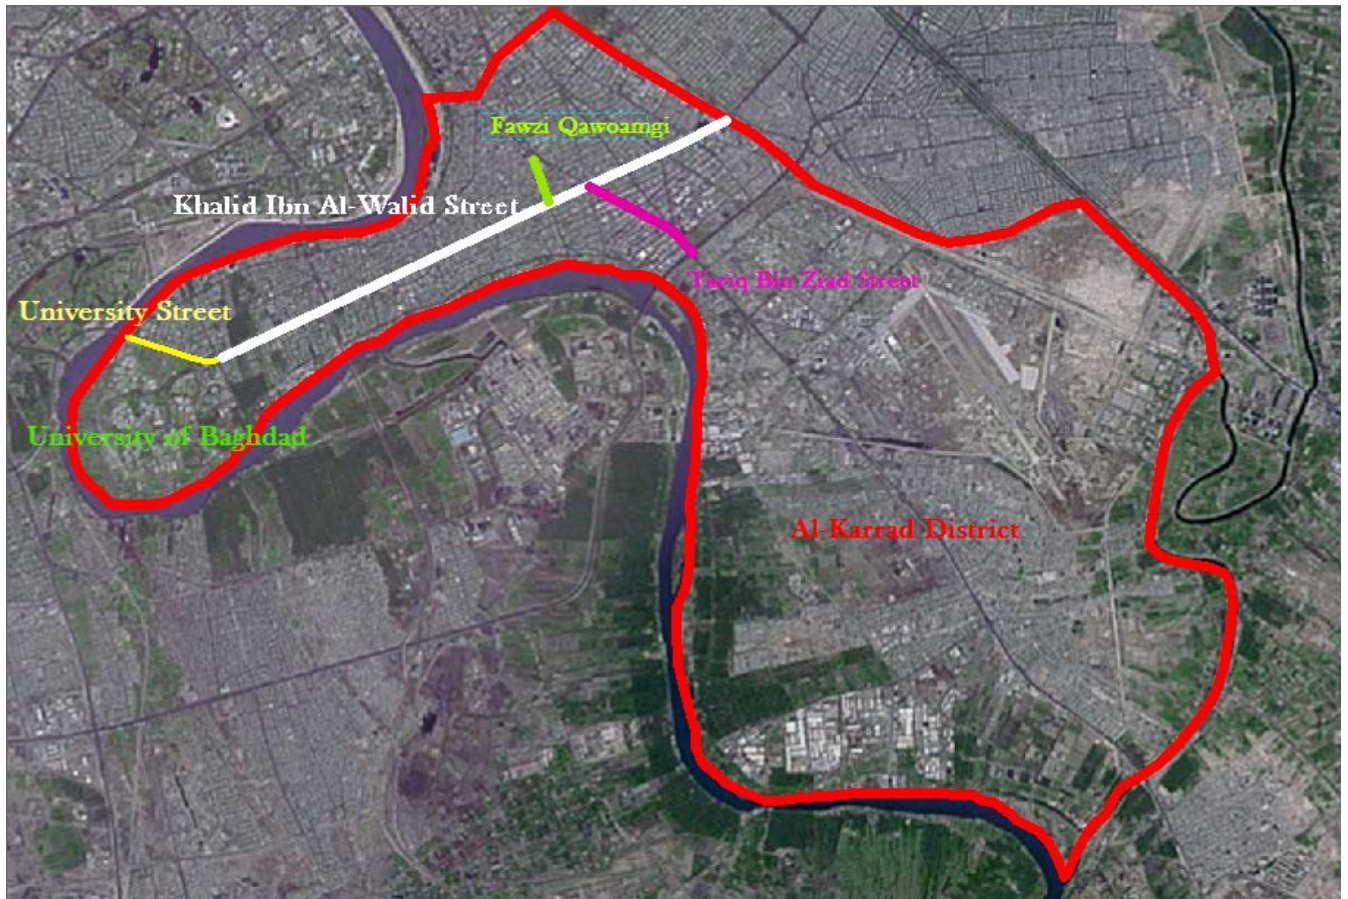 Fawzi Qawoamgi
Khalid Ibn Al-Walid Street
Tariq Bin Ziad Street
University Street
University of Baghdad
Al-Karrad District